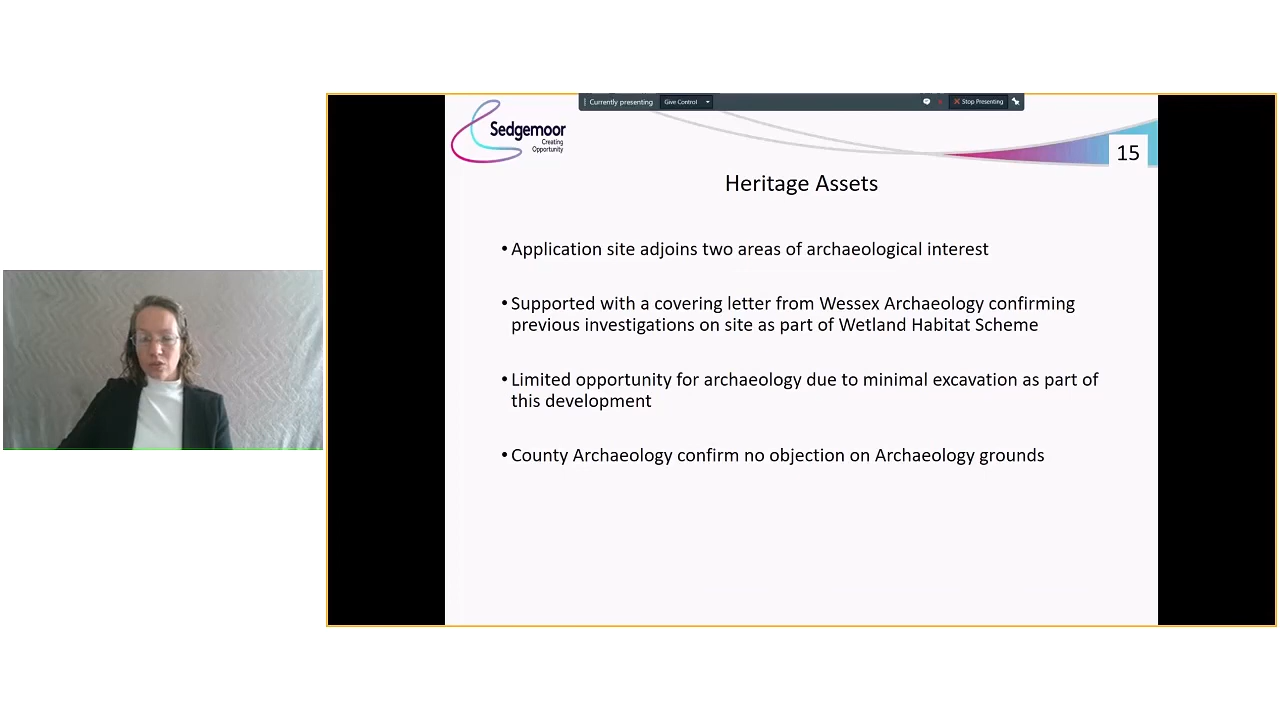 Currently presenting Give Control Stop Presenting
Sedgemoor
Creating
Opportunity
15
Heritage Assets
• Application site adjoins two areas of archaeological interest
• Supported with a covering letter from Wessex Archaeology confirming
previous investigations on site as part of Wetland Habitat Scheme
• Limited opportunity for archaeology due to minimal excavation as part of
this development
• County Archaeology confirm no objection on Archaeology grounds